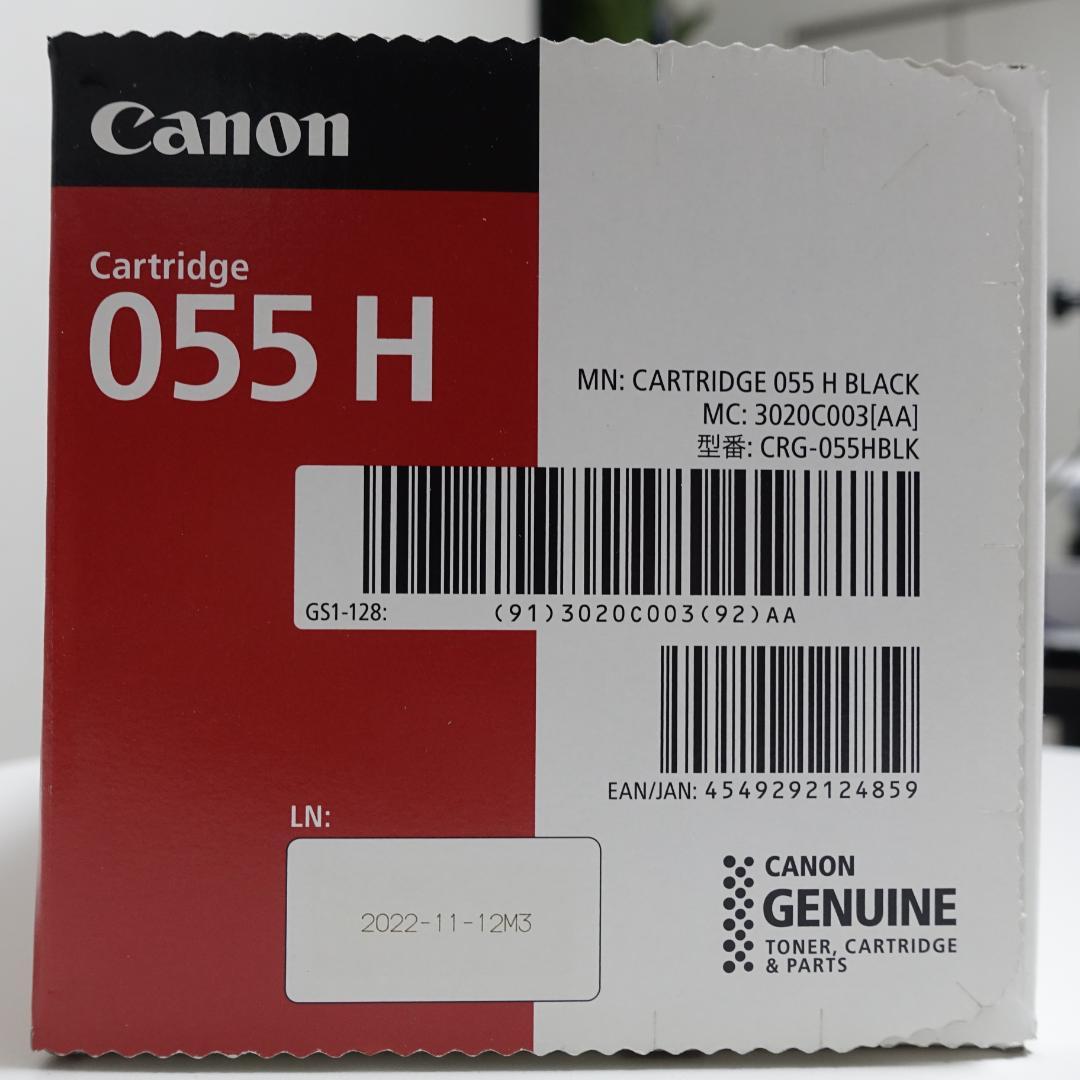 Canon
Cartridge
055 H
MN: CARTRIDGE 055 H BLACK
MC: 3020C003[AA]
型番: CRG-055HBLK
GS1-128: (91)3020C003(92)AA
EAN/JAN: 4549292124859
LN:
2022-11-12M3
CANON
GENUINE
TONER, CARTRIDGE
& PARTS